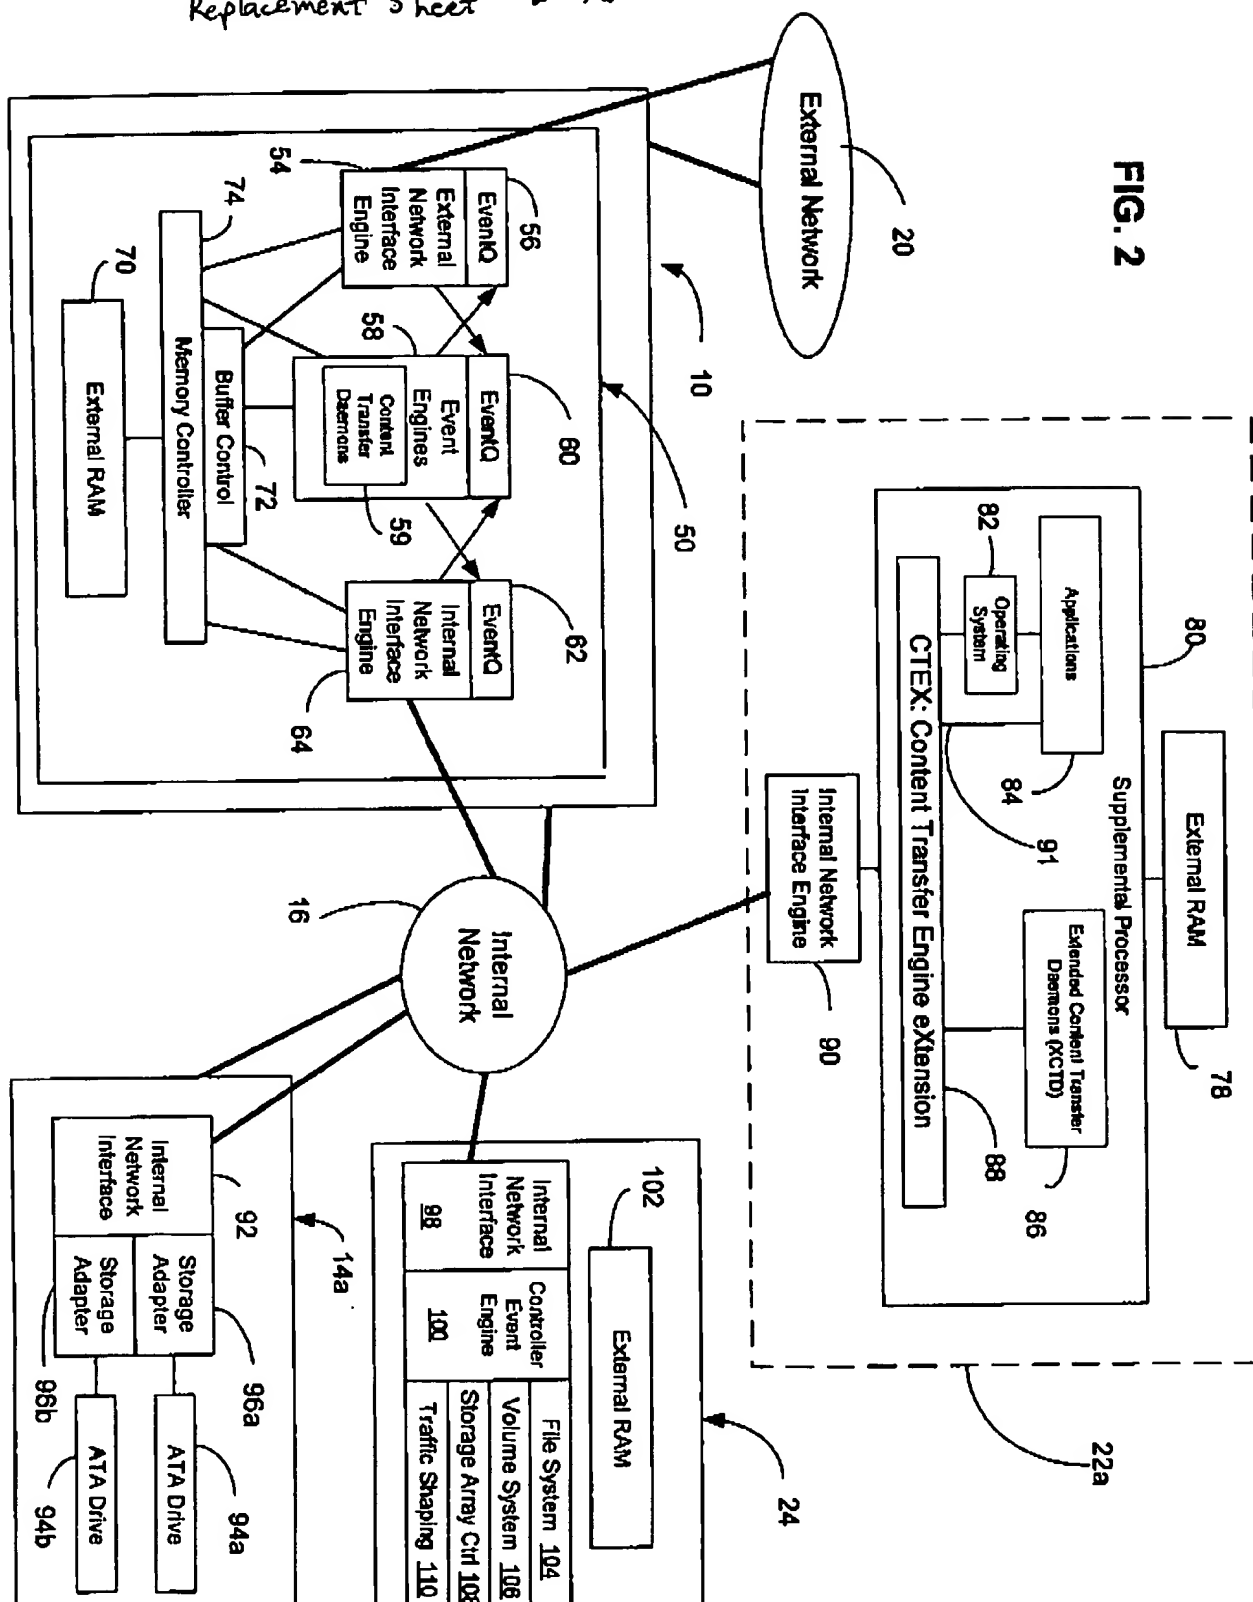 Replacement Sheet
FIG. 2
External Network
20
10
50
54
EventQ
56
External
Network
Interface
Engine
58
EventQ
60
Event
Engines
Content
Transfer
Daemons
59
EventQ
62
Internal
Network
Interface
Engine
64
74
Buffer Control
72
Memory Controller
70
External RAM
22a
External RAM
78
80
Supplemental Processor
Applications
84
82
Operating
System
91
Extended Content Transfer
Daemons (XCTD)
86
CTEX: Content Transfer Engine eXtension
88
Internal Network
Interface Engine
90
16
Internal
Network
24
102
External RAM
Internal
Network
Interface
98
Controller
Event
Engine
100
File System 104
Volume System 106
Storage Array Ctrl 108
Traffic Shaping 110
14a
Internal
Network
Interface
92
Storage
Adapter
96a
Storage
Adapter
96b
ATA Drive
94a
ATA Drive
94b